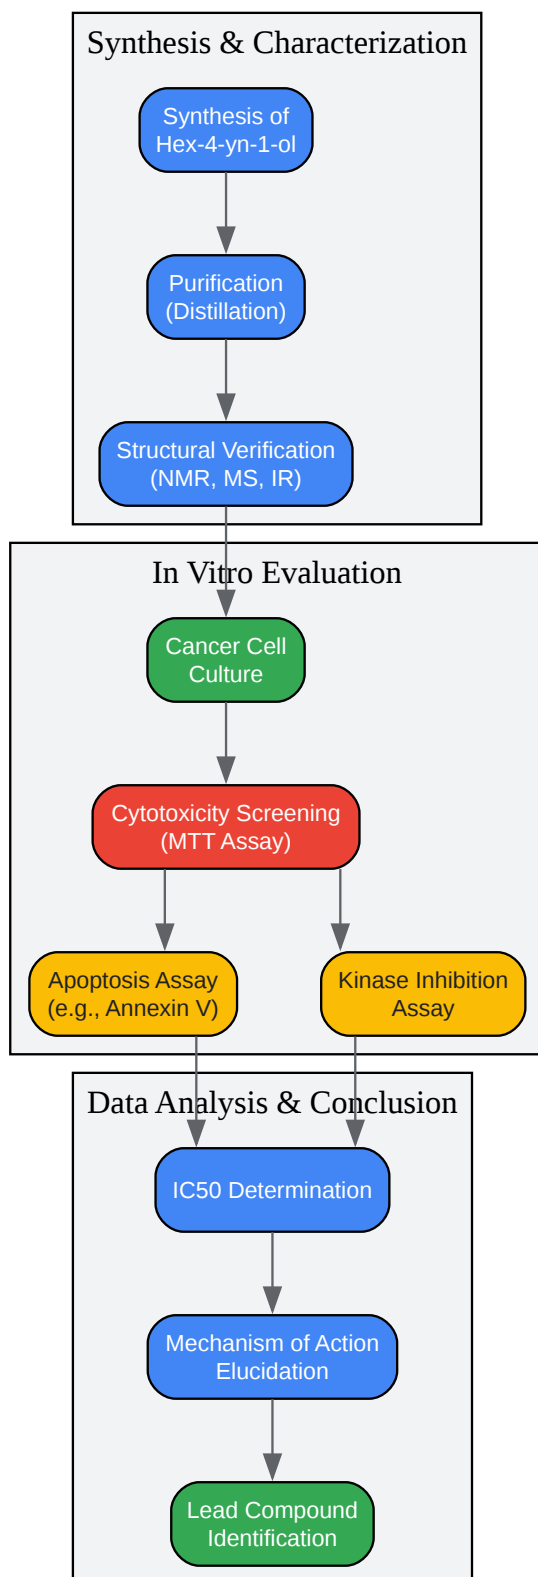 Synthesis & Characterization
Synthesis of
Hex-4-yn-1-ol
Purification
(Distillation)
Structural Verification
(NMR, MS, IR)
In Vitro Evaluation
Cancer Cell
Culture
Cytotoxicity Screening
(MTT Assay)
Apoptosis Assay
(e.g., Annexin V)
Kinase Inhibition
Assay
Data Analysis & Conclusion
IC50 Determination
Mechanism of Action
Elucidation
Lead Compound
Identification